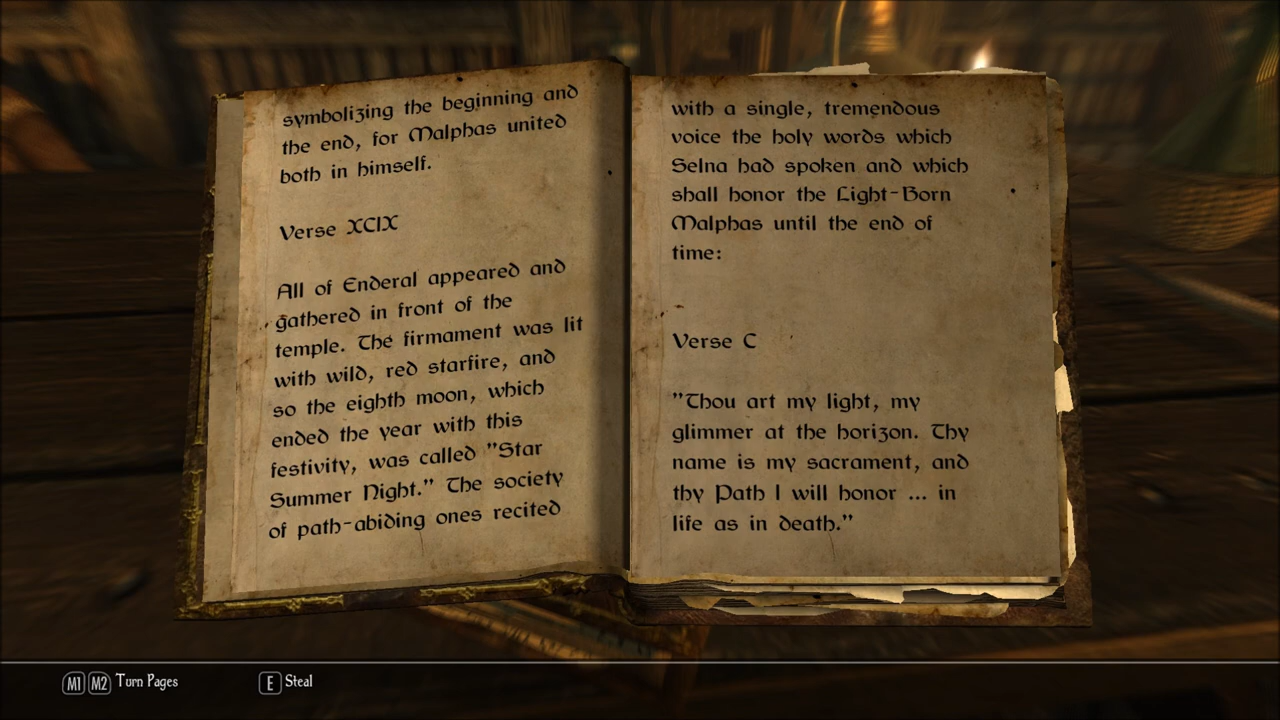 symbolizing the beginning and
the end, for Malphas united
both in himself.
Verse XCIX
All of Enderal appeared and
gathered in front of the
temple. The firmament was lit
with wild, red starfire, and
so the eighth moon, which
ended the year with this
festivity, was called "Star
Summer Night." The society
of path-abiding ones recited
with a single, tremendous
voice the holy words which
Selna had spoken and which
shall honor the Light-Born
Malphas until the end of
time:
Verse C
"Thou art my light, my
glimmer at the horizon. Thy
name is my sacrament, and
thy Path I will honor ... in
life as in death."
M1 M2 Turn Pages
E Steal